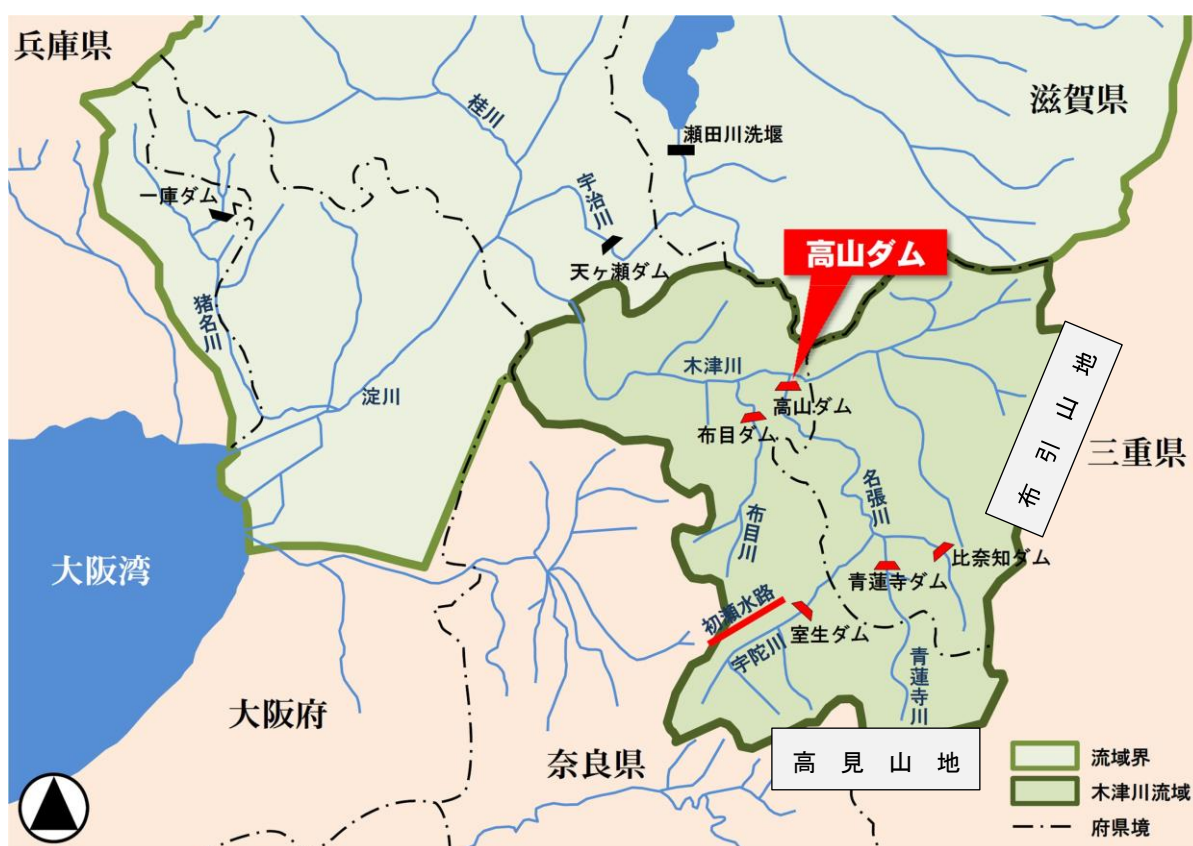 兵庫県
滋賀県
桂川
瀬田川洗堰
一庫ダム
宇治川
天ヶ瀬ダム
高山ダム
猪名川
木津川
淀川
高山ダム
布目ダム
布引山地
三重県
名張川
布目川
大阪湾
比奈知ダム
青蓮寺ダム
初瀬水路
室生ダム
宇陀川
青蓮寺川
大阪府
奈良県
高見山地
流域界
木津川流域
府県境